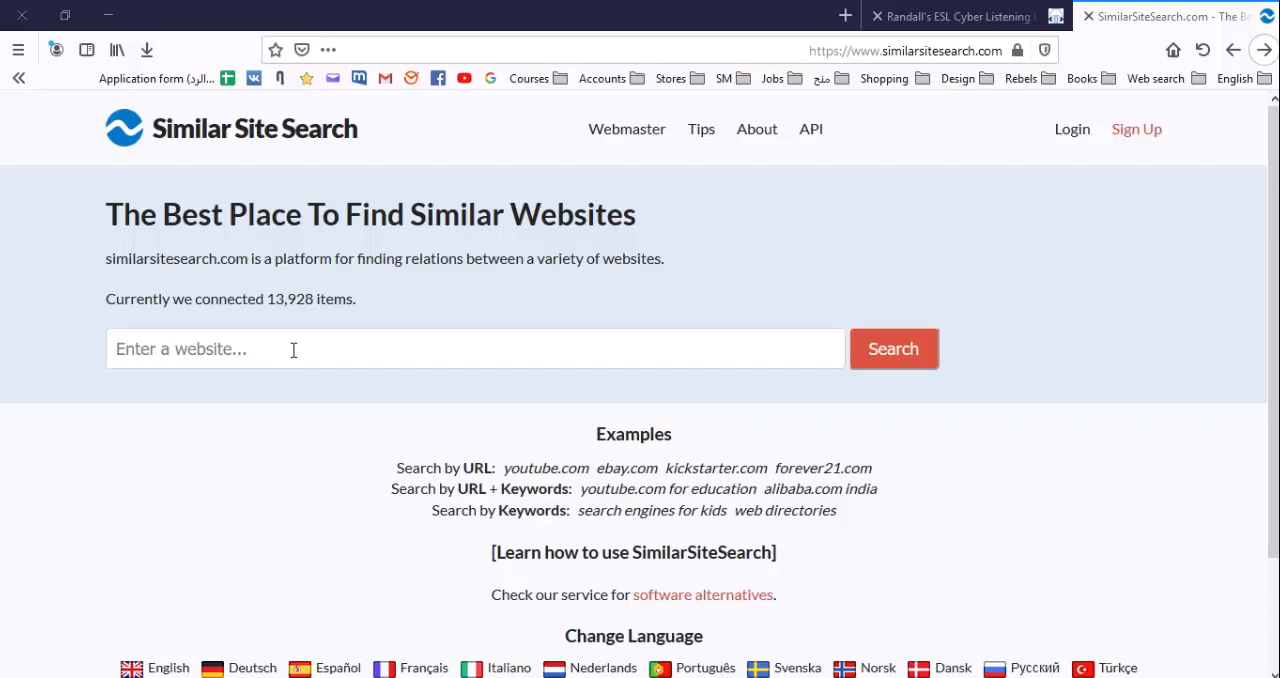 Randall's ESL Cyber Listening
SimilarSiteSearch.com - The Be
https://www.similarsitesearch.com
Application form (الرد)... Courses Accounts Stores SM Jobs منح Shopping Design Rebels Books Web search English
Similar Site Search Webmaster Tips About API Login Sign Up
The Best Place To Find Similar Websites
similarsitesearch.com is a platform for finding relations between a variety of websites.
Currently we connected 13,928 items.
Enter a website... Search
Examples
Search by URL: youtube.com ebay.com kickstarter.com forever21.com
Search by URL + Keywords: youtube.com for education alibaba.com india
Search by Keywords: search engines for kids web directories
[Learn how to use SimilarSiteSearch]
Check our service for software alternatives.
Change Language
English Deutsch Español Français Italiano Nederlands Português Svenska Norsk Dansk Русский Türkçe